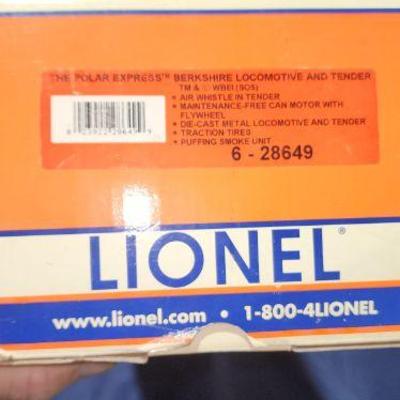 THE POLAR EXPRESS™ BERKSHIRE LOCOMOTIVE AND TENDER
TM & © WBEI (S05)
• AIR WHISTLE IN TENDER
• MAINTENANCE-FREE CAN MOTOR WITH
FLYWHEEL
• DIE-CAST METAL LOCOMOTIVE AND TENDER
• TRACTION TIRES
• PUFFING SMOKE UNIT
6 - 28649
LIONEL®
www.lionel.com • 1-800-4LIONEL